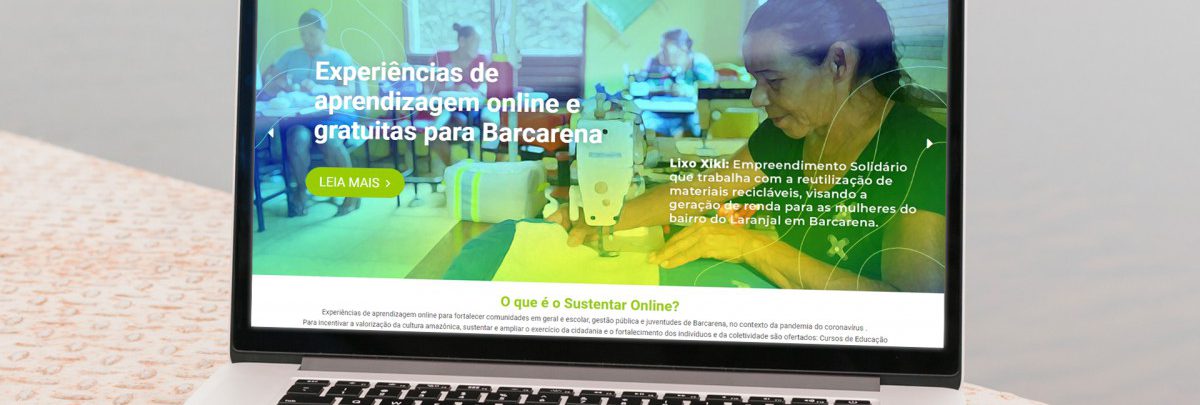 Experiências de
aprendizagem online e
gratuitas para Barcarena
LEIA MAIS
Lixo Xiki: Empreendimento Solidário
que trabalha com a reutilização de
materiais recicláveis, visando a
geração de renda para as mulheres do
bairro do Laranjal em Barcarena.
O que é o Sustentar Online?
Experiências de aprendizagem online para fortalecer comunidades em geral e escolar, gestão pública e juventudes de Barcarena, no contexto da pandemia do coronavírus .
Para incentivar a valorização da cultura amazônica, sustentar e ampliar o exercício da cidadania e o fortalecimento dos indivíduos e da coletividade são ofertados: Cursos de Educação